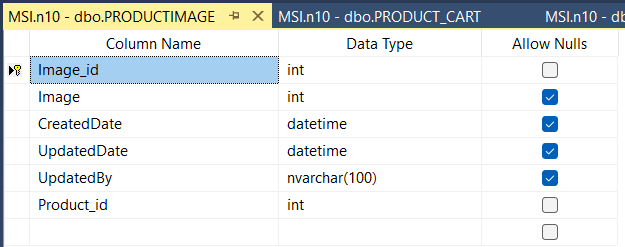 MSI.n10 - dbo.PRODUCTIMAGE MSI.n10 - dbo.PRODUCT_CART MSI.n10 - dbo
Column Name Data Type Allow Nulls
Image_id int
Image int
CreatedDate datetime
UpdatedDate datetime
UpdatedBy nvarchar(100)
Product_id int